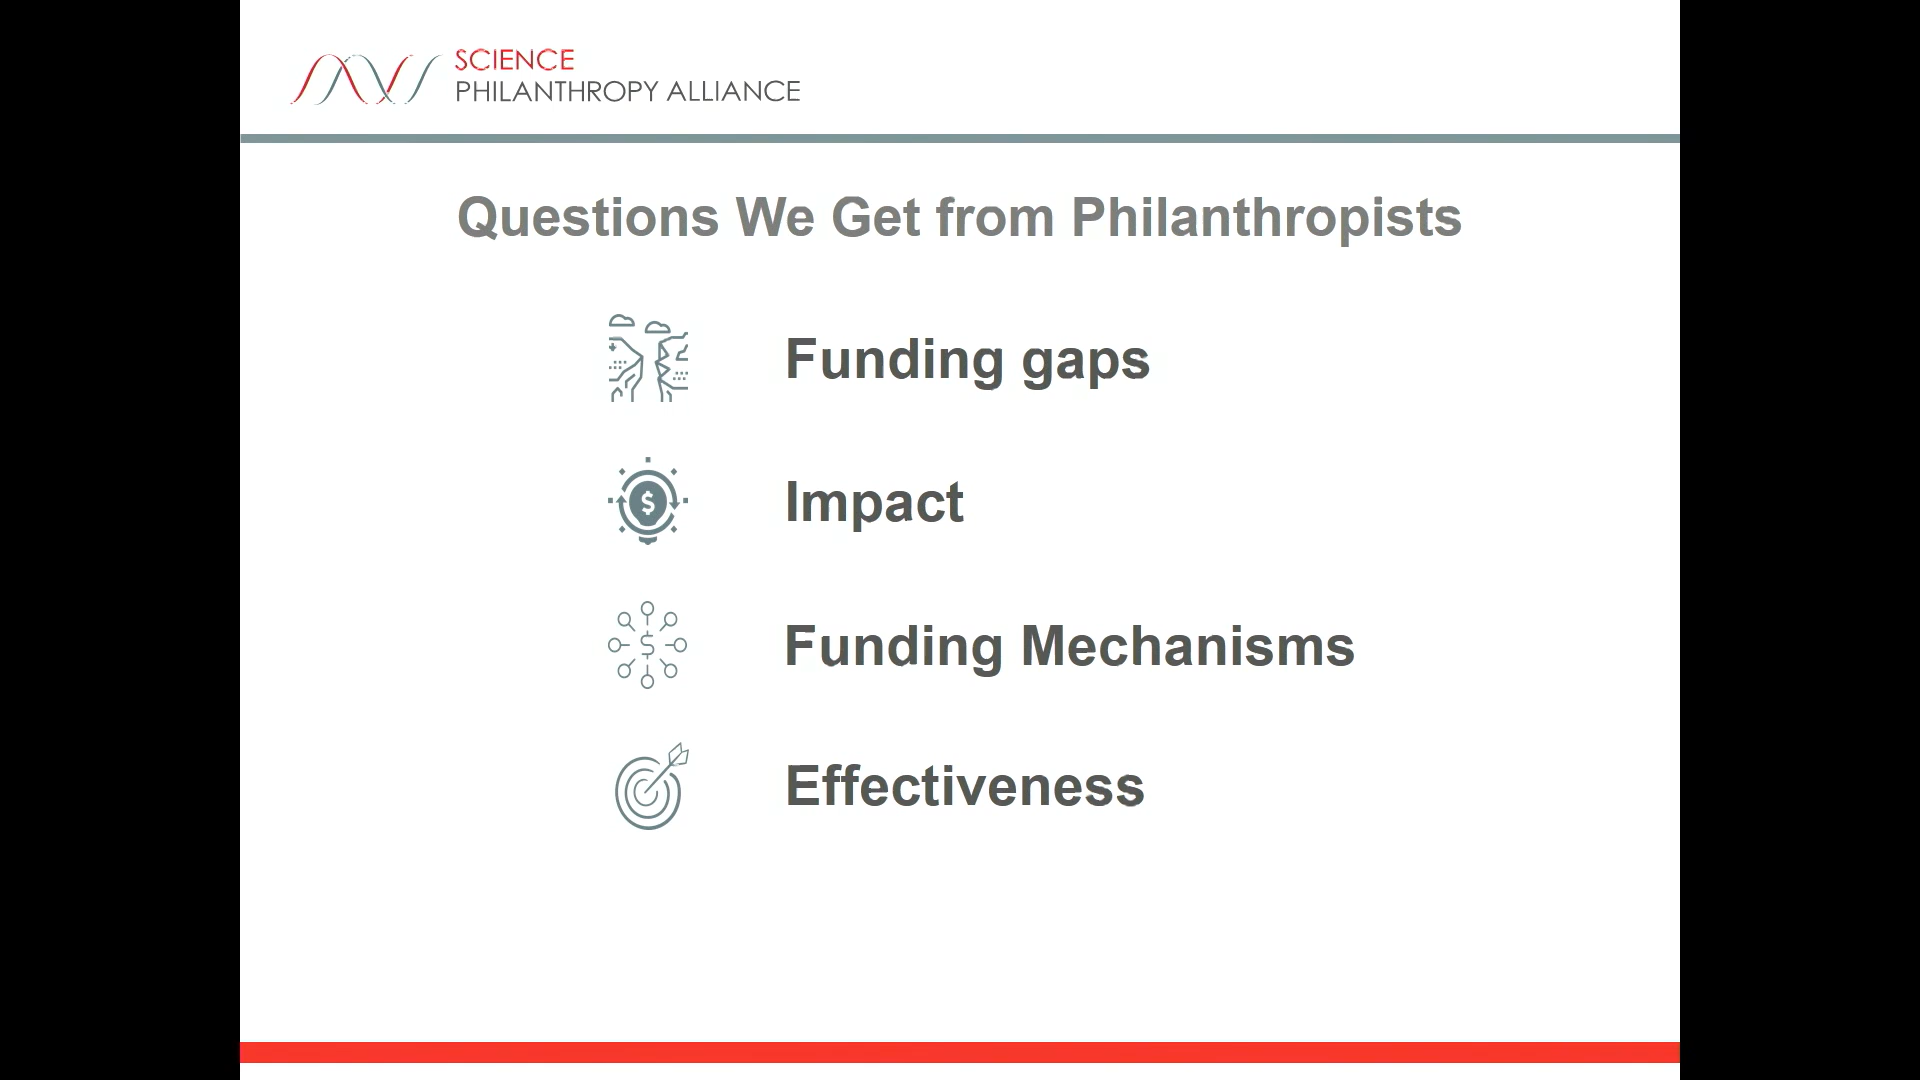 SCIENCE
PHILANTHROPY ALLIANCE
Questions We Get from Philanthropists
Funding gaps
$
Impact
$
Funding Mechanisms
Effectiveness